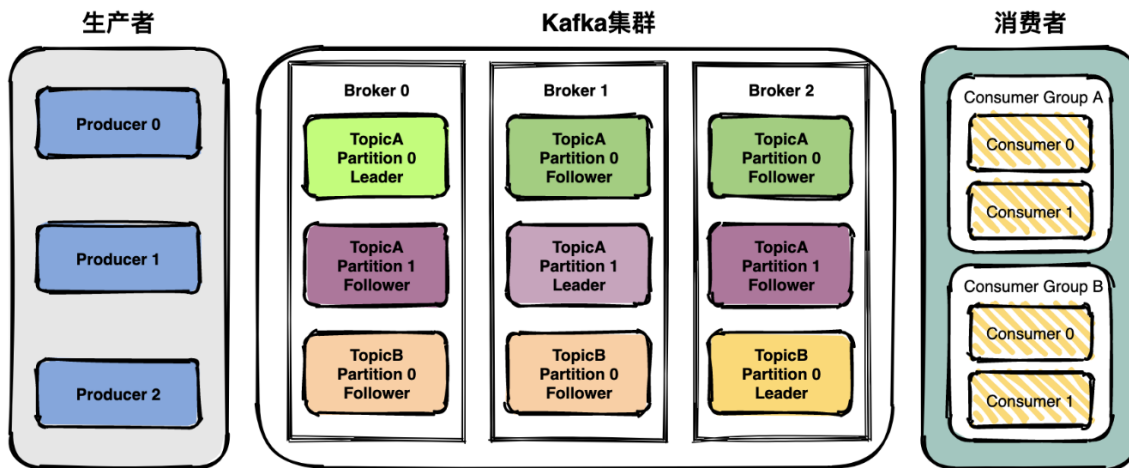 生产者
Producer 0
Producer 1
Producer 2
Kafka集群
Broker 0
TopicA
Partition 0
Leader
TopicA
Partition 1
Follower
TopicB
Partition 0
Follower
Broker 1
TopicA
Partition 0
Follower
TopicA
Partition 1
Leader
TopicB
Partition 0
Follower
Broker 2
TopicA
Partition 0
Follower
TopicA
Partition 1
Follower
TopicB
Partition 0
Leader
消费者
Consumer Group A
Consumer 0
Consumer 1
Consumer Group B
Consumer 0
Consumer 1